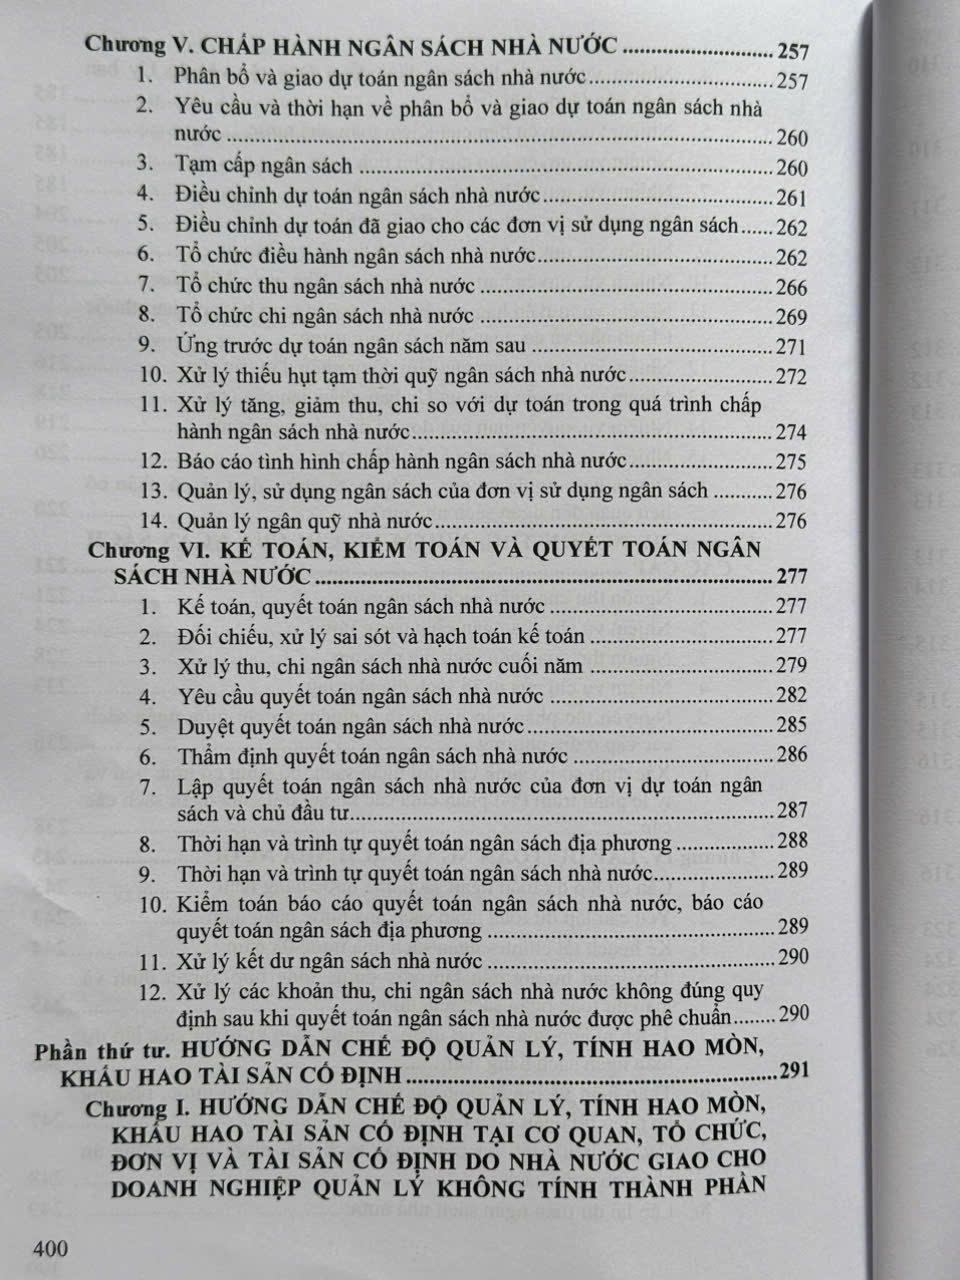 Chương V. CHẤP HÀNH NGÂN SÁCH NHÀ NƯỚC ........................... 257
1. Phân bổ và giao dự toán ngân sách nhà nước ................................ 257
2. Yêu cầu và thời hạn về phân bổ và giao dự toán ngân sách nhà
nước ................................................................................ 260
3. Tạm cấp ngân sách ................................................................ 260
4. Điều chỉnh dự toán ngân sách nhà nước ........................................ 261
5. Điều chỉnh dự toán đã giao cho các đơn vị sử dụng ngân sách ...... 262
6. Tổ chức điều hành ngân sách nhà nước ........................................ 262
7. Tổ chức thu ngân sách nhà nước ................................................ 266
8. Tổ chức chi ngân sách nhà nước ................................................ 269
9. Ứng trước dự toán ngân sách năm sau ........................................ 271
10. Xử lý thiếu hụt tạm thời quỹ ngân sách nhà nước ........................ 272
11. Xử lý tăng, giảm thu, chi so với dự toán trong quá trình chấp
hành ngân sách nhà nước ........................................................ 274
12. Báo cáo tình hình chấp hành ngân sách nhà nước ........................ 275
13. Quản lý, sử dụng ngân sách của đơn vị sử dụng ngân sách ........... 276
14. Quản lý ngân quỹ nhà nước .................................................... 276
Chương VI. KẾ TOÁN, KIỂM TOÁN VÀ QUYẾT TOÁN NGÂN
SÁCH NHÀ NƯỚC ................................................................ 277
1. Kế toán, quyết toán ngân sách nhà nước ...................................... 277
2. Đối chiếu, xử lý sai sót và hạch toán kế toán ................................ 277
3. Xử lý thu, chi ngân sách nhà nước cuối năm ................................ 279
4. Yêu cầu quyết toán ngân sách nhà nước ...................................... 282
5. Duyệt quyết toán ngân sách nhà nước ........................................ 285
6. Thẩm định quyết toán ngân sách nhà nước .................................. 286
7. Lập quyết toán ngân sách nhà nước của đơn vị dự toán ngân
sách và chủ đầu tư ................................................................ 287
8. Thời hạn và trình tự quyết toán ngân sách địa phương ................. 288
9. Thời hạn và trình tự quyết toán ngân sách nhà nước ..................... 289
10. Kiểm toán báo cáo quyết toán ngân sách nhà nước, báo cáo
quyết toán ngân sách địa phương ................................................ 289
11. Xử lý kết dư ngân sách nhà nước .............................................. 290
12. Xử lý các khoản thu, chi ngân sách nhà nước không đúng quy
định sau khi quyết toán ngân sách nhà nước được phê chuẩn ....... 290
Phần thứ tư. HƯỚNG DẪN CHẾ ĐỘ QUẢN LÝ, TÍNH HAO MÒN,
KHẤU HAO TÀI SẢN CỐ ĐỊNH .................................................. 291
Chương I. HƯỚNG DẪN CHẾ ĐỘ QUẢN LÝ, TÍNH HAO MÒN,
KHẤU HAO TÀI SẢN CỐ ĐỊNH TẠI CƠ QUAN, TỔ CHỨC,
ĐƠN VỊ VÀ TÀI SẢN CỐ ĐỊNH DO NHÀ NƯỚC GIAO CHO
DOANH NGHIỆP QUẢN LÝ KHÔNG TÍNH THÀNH PHẦN
400